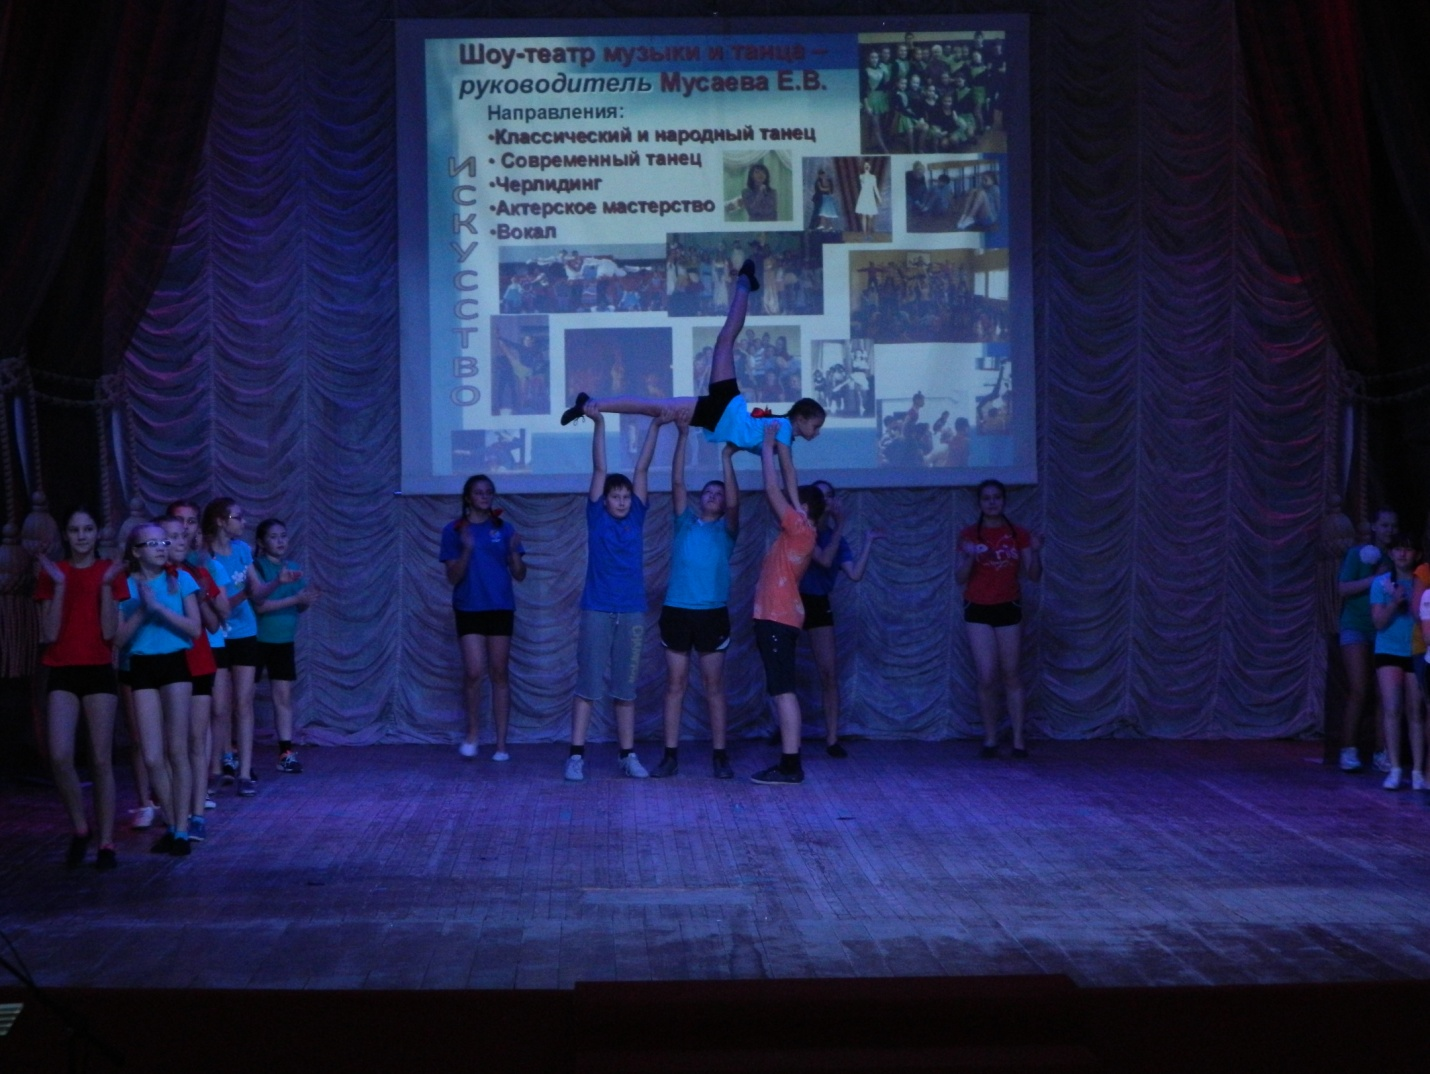 Шоу-театр музыки и танца –
руководитель Мусаева Е.В.
Направления:
•Классический и народный танец
• Современный танец
•Черлидинг
•Актерское мастерство
•Вокал
ИСКУССТВО